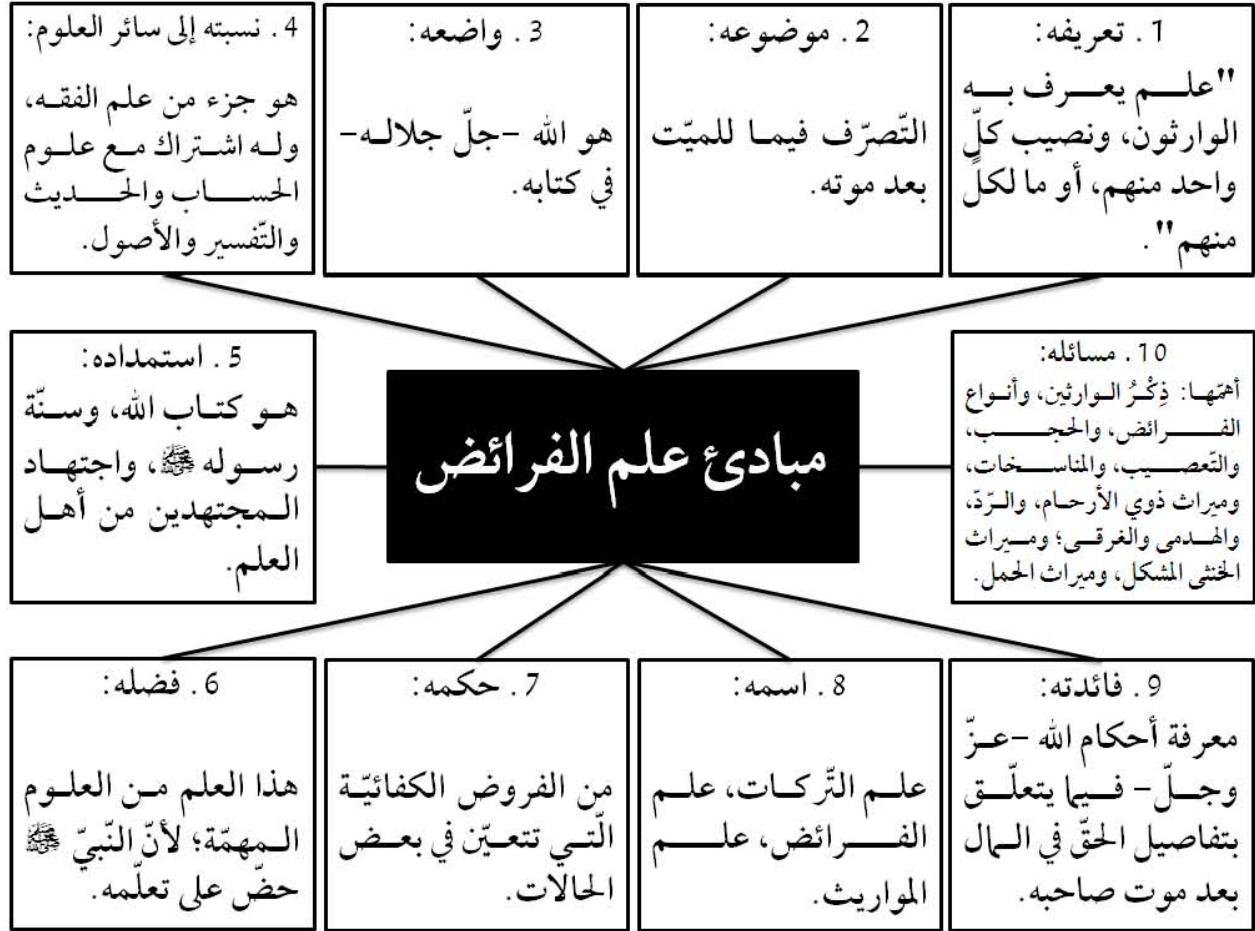 1. تعريفه:
"علم يعرف به
الوارثون، ونصيب كلّ
واحد منهم، أو ما لكلّ
منهم".
2. موضوعه:
التّصرّف فيما للميّت
بعد موته.
3. واضعه:
هو الله -جلّ جلاله-
في كتابه.
4. نسبته إلى سائر العلوم:
هو جزء من علم الفقه،
وله اشتراك مع علوم
الحساب والحديث
والتّفسير والأصول.
مبادئ علم الفرائض
5. استمداده:
هو كتاب الله، وسنّة
رسوله ﷺ، واجتهاد
المجتهدين من أهل
العلم.
6. فضله:
هذا العلم من العلوم
المهمّة؛ لأنّ النّبيّ ﷺ
حضّ على تعلّمه.
7. حكمه:
من الفروض الكفائيّة
الّتي تتعيّن في بعض
الحالات.
8. اسمه:
علم التّركات، علم
الفرائض، علم
المواريث.
9. فائدته:
معرفة أحكام الله -عزّ
وجلّ- فيما يتعلّق
بتفاصيل الحقّ في المال
بعد موت صاحبه.
10. مسائله:
أهمّها: ذِكْرُ الوارثين، وأنواع
الفرائض، والحجب،
والتّعصيب، والمناسخات،
وميراث ذوي الأرحام، والرّدّ،
والهدمى والغرقى؛ وميراث
الخنثى المشكل، وميراث الحمل.